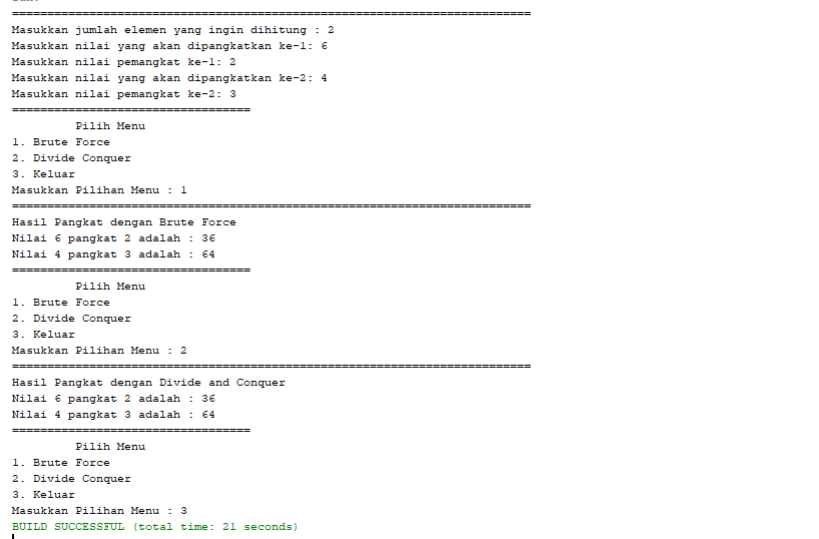 ==========================================================================
Masukkan jumlah elemen yang ingin dihitung : 2
Masukkan nilai yang akan dipangkatkan ke-1: 6
Masukkan nilai pemangkat ke-1: 2
Masukkan nilai yang akan dipangkatkan ke-2: 4
Masukkan nilai pemangkat ke-2: 3
==================================
Pilih Menu
1. Brute Force
2. Divide Conquer
3. Keluar
Masukkan Pilihan Menu : 1
==========================================================================
Hasil Pangkat dengan Brute Force
Nilai 6 pangkat 2 adalah : 36
Nilai 4 pangkat 3 adalah : 64
==================================
Pilih Menu
1. Brute Force
2. Divide Conquer
3. Keluar
Masukkan Pilihan Menu : 2
==========================================================================
Hasil Pangkat dengan Divide and Conquer
Nilai 6 pangkat 2 adalah : 36
Nilai 4 pangkat 3 adalah : 64
==================================
Pilih Menu
1. Brute Force
2. Divide Conquer
3. Keluar
Masukkan Pilihan Menu : 3
BUILD SUCCESSFUL (total time: 21 seconds)